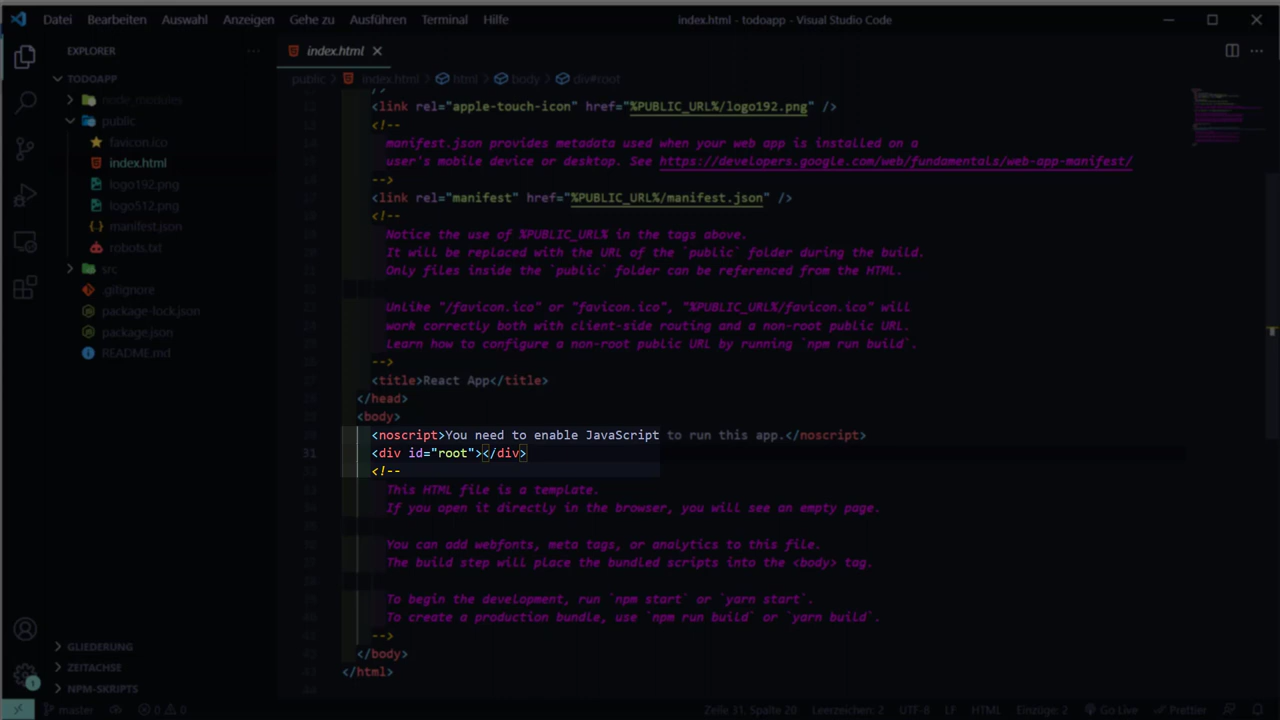 Datei Bearbeiten Auswahl Anzeigen Gehe zu Ausführen Terminal Hilfe
index.html - todoapp - Visual Studio Code
EXPLORER
TODOAPP
node_modules
public
favicon.ico
index.html
logo192.png
logo512.png
manifest.json
robots.txt
src
.gitignore
package-lock.json
package.json
README.md
GLIEDERUNG
ZEITACHSE
NPM-SKRIPTS
index.html
public > index.html > html > body > div#root
/>
<link rel="apple-touch-icon" href="%PUBLIC_URL%/logo192.png" />
<!--
manifest.json provides metadata used when your web app is installed on a
user's mobile device or desktop. See https://developers.google.com/web/fundamentals/web-app-manifest/
-->
<link rel="manifest" href="%PUBLIC_URL%/manifest.json" />
<!--
Notice the use of %PUBLIC_URL% in the tags above.
It will be replaced with the URL of the `public` folder during the build.
Only files inside the `public` folder can be referenced from the HTML.
Unlike "/favicon.ico" or "favicon.ico", "%PUBLIC_URL%/favicon.ico" will
work correctly both with client-side routing and a non-root public URL.
Learn how to configure a non-root public URL by running `npm run build`.
-->
<title>React App</title>
</head>
<body>
<noscript>You need to enable JavaScript to run this app.</noscript>
31 <div id="root"></div>
<!--
This HTML file is a template.
If you open it directly in the browser, you will see an empty page.
You can add webfonts, meta tags, or analytics to this file.
The build step will place the bundled scripts into the <body> tag.
To begin the development, run `npm start` or `yarn start`.
To create a production bundle, use `npm run build` or `yarn build`.
-->
</body>
</html>
1
master 0 0 Zeile 31, Spalte 20 Leerzeichen: 2 UTF-8 LF HTML Einzüge: 2 Go Live Prettier